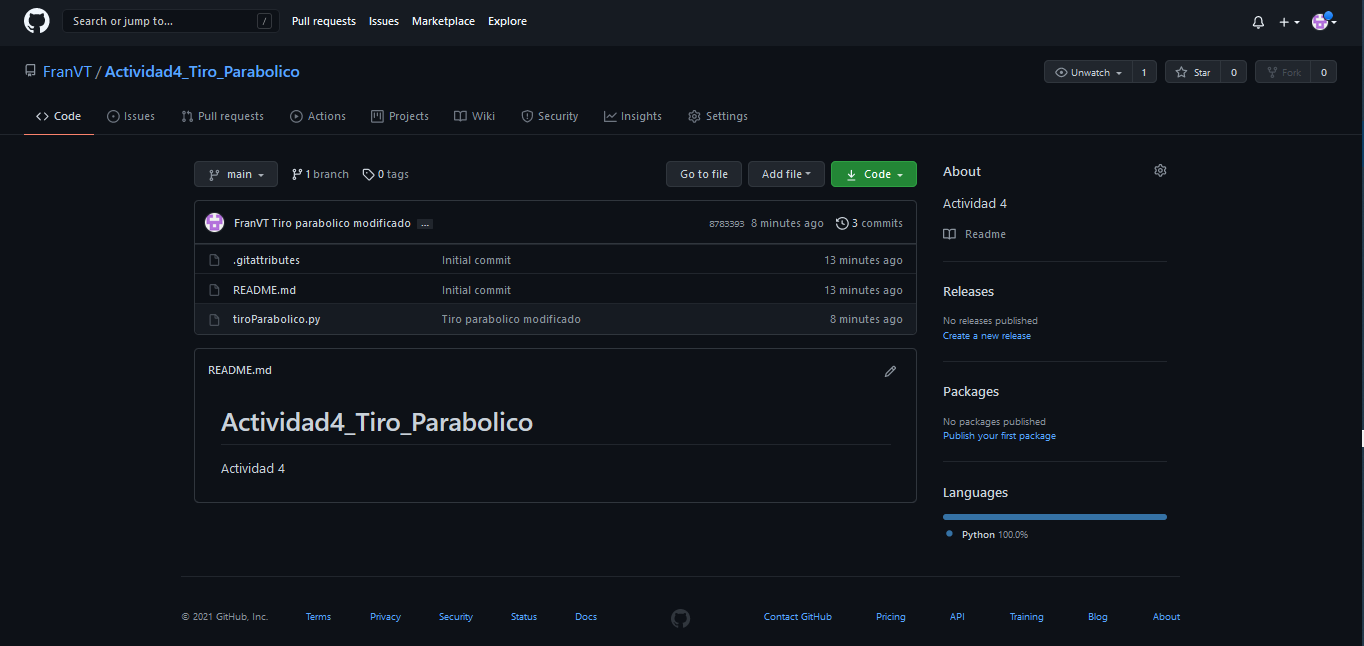 Search or jump to... / Pull requests Issues Marketplace Explore
FranVT / Actividad4_Tiro_Parabolico Unwatch 1 Star 0 Fork 0
Code Issues Pull requests Actions Projects Wiki Security Insights Settings
main 1 branch 0 tags Go to file Add file Code
FranVT Tiro parabolico modificado ... 8783393 8 minutes ago 3 commits
.gitattributes Initial commit 13 minutes ago
README.md Initial commit 13 minutes ago
tiroParabolico.py Tiro parabolico modificado 8 minutes ago
README.md
Actividad4_Tiro_Parabolico
Actividad 4
About
Actividad 4
Readme
Releases
No releases published
Create a new release
Packages
No packages published
Publish your first package
Languages
Python 100.0%
© 2021 GitHub, Inc. Terms Privacy Security Status Docs Contact GitHub Pricing API Training Blog About